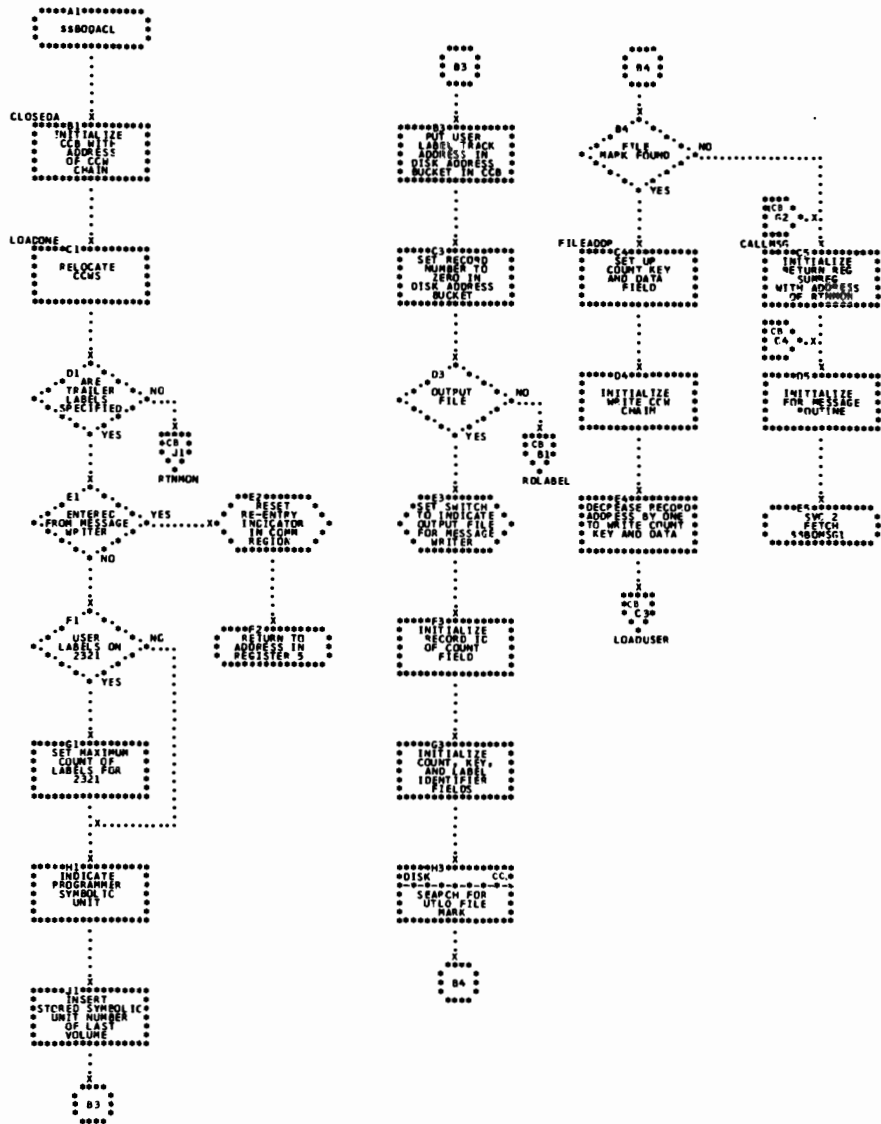 A1
$$BODACL
CLOSEDA
B1
INITIALIZE
CCB WITH
ADDRESS
OF CCW
CHAIN
LOADONE
C1
RELOCATE
CCWS
D1
ARE
TRAILER
LABELS
SPECIFIED
NO
YES
CB
J1
RTNMON
E1
ENTERED
FROM MESSAGE
WRITER
YES
NO
E2
RESET
RE-ENTRY
INDICATOR
IN COMM
REGION
F2
RETURN TO
ADDRESS IN
REGISTER 5
F1
USER
LABELS ON
2321
NO
YES
G1
SET MAXIMUM
COUNT OF
LABELS FOR
2321
H1
INDICATE
PROGRAMMER
SYMBOLIC
UNIT
J1
INSERT
STORED SYMBOLIC
UNIT NUMBER
OF LAST
VOLUME
B3
B3
B3
PUT USER
LABEL TRACK
ADDRESS IN
DISK ADDRESS
BUCKET IN CCB
C3
SET RECORD
NUMBER TO
ZERO IN
DISK ADDRESS
BUCKET
D3
OUTPUT
FILE
NO
YES
CB
B1
RDLABEL
E3
SET SWITCH
TO INDICATE
OUTPUT FILE
FOR MESSAGE
WRITER
F3
INITIALIZE
RECORD ID
OF COUNT
FIELD
G3
INITIALIZE
COUNT, KEY,
AND LABEL
IDENTIFIER
FIELDS
H3
DISK CC
SEARCH FOR
UTLO FILE
MARK
B4
B4
B4
FILE
MARK FOUND
NO
YES
FILEADDR
C4
SET UP
COUNT KEY
AND DATA
FIELD
D4
INITIALIZE
WRITE CCW
CHAIN
E4
DECREASE RECORD
ADDRESS BY ONE
TO WRITE COUNT
KEY AND DATA
CB
C3
LOADUSER
CB
G2
CALLMSG
C5
INITIALIZE
RETURN REG
SUBREG
WITH ADDRESS
OF RTNMON
CB
C4
D5
INITIALIZE
FOR MESSAGE
ROUTINE
E5
SVC 2
FETCH
$$BOMSG1